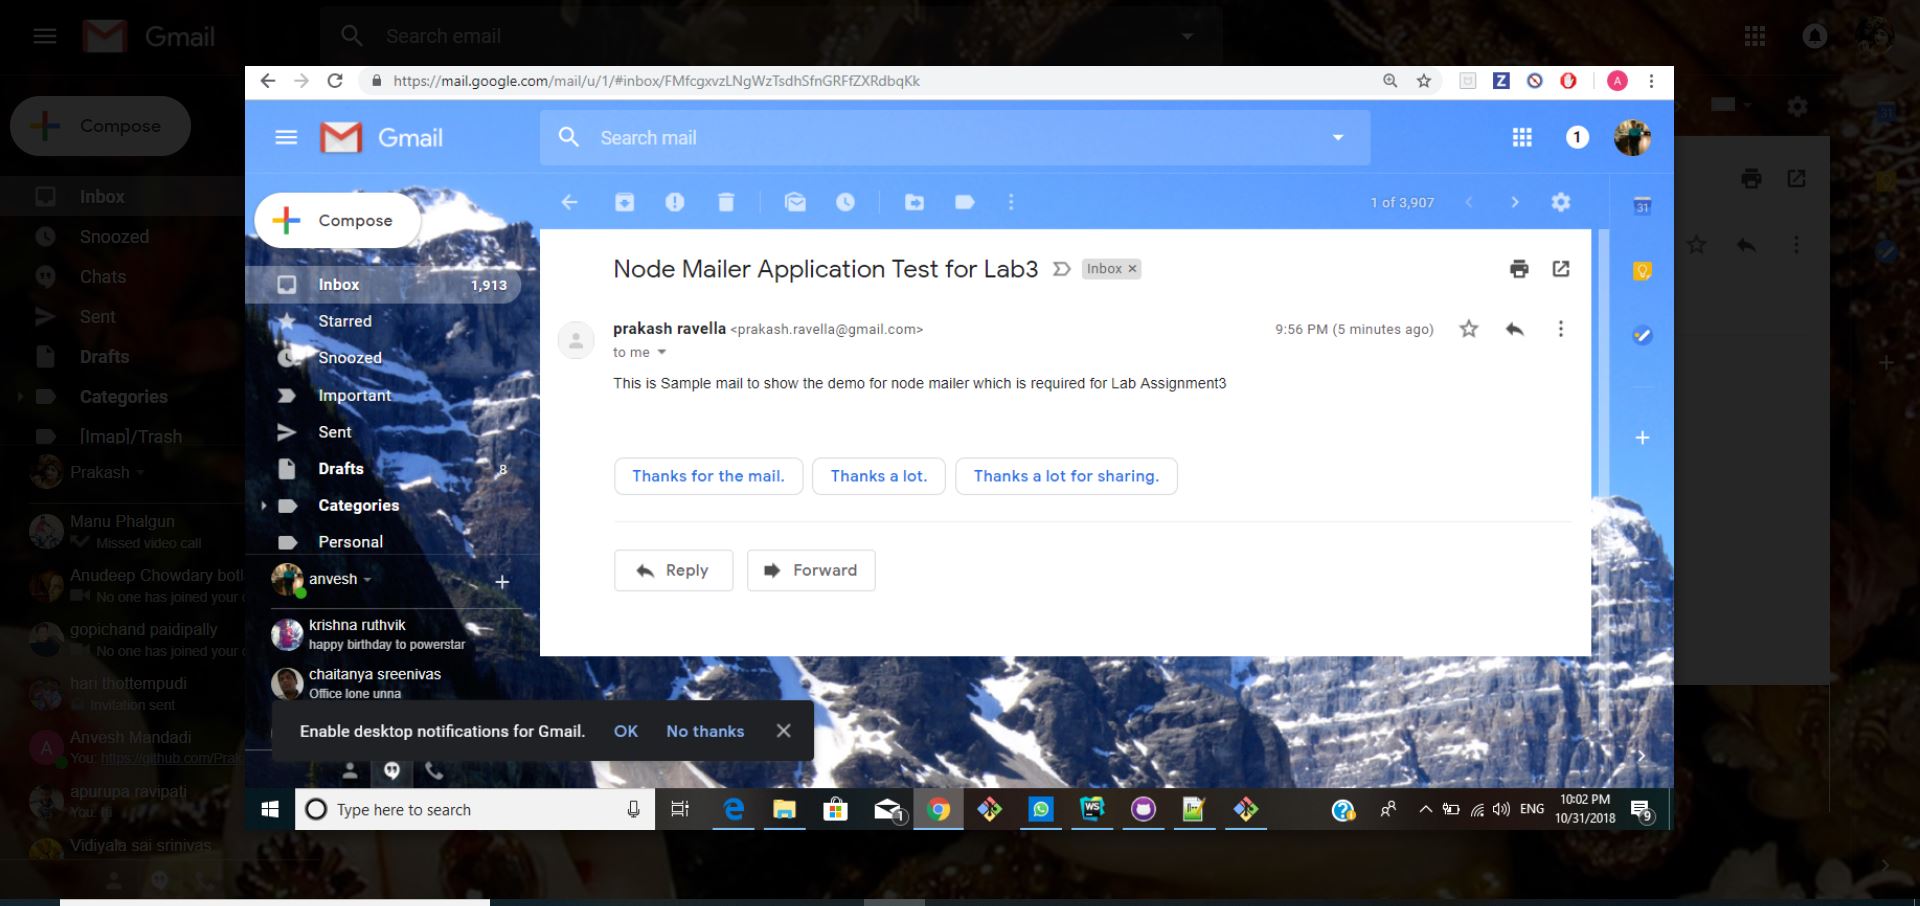 Gmail
Search email
Compose
Inbox
Snoozed
Chats
Sent
Drafts
Categories
[Imap]/Trash
Prakash
Manu Phalgun
Missed video call
Anudeep Chowdary botl
No one has joined your c
gopichand paidipally
No one has joined your c
hari thottempudi
Invitation sent
A
Anvesh Mandadi
You: https://github.com/Prak
apurupa ravipati
You: Hi
Vidiyala sai srinivas
31
https://mail.google.com/mail/u/1/#inbox/FMfcgxvzLNgWzTsdhSfnGRFfZXRdbqKk
Z
A
Gmail
Search mail
1
Compose
1 of 3,907
31
Inbox 1,913
Starred
Snoozed
Important
Sent
Drafts 8
Categories
Personal
anvesh
krishna ruthvik
happy birthday to powerstar
chaitanya sreenivas
Office lone unna
Node Mailer Application Test for Lab3 Inbox ×
prakash ravella <prakash.ravella@gmail.com> 9:56 PM (5 minutes ago)
to me
This is Sample mail to show the demo for node mailer which is required for Lab Assignment3
Thanks for the mail. Thanks a lot. Thanks a lot for sharing.
Reply Forward
Enable desktop notifications for Gmail. OK No thanks
Type here to search
1
WS
ENG
10:02 PM
10/31/2018
9